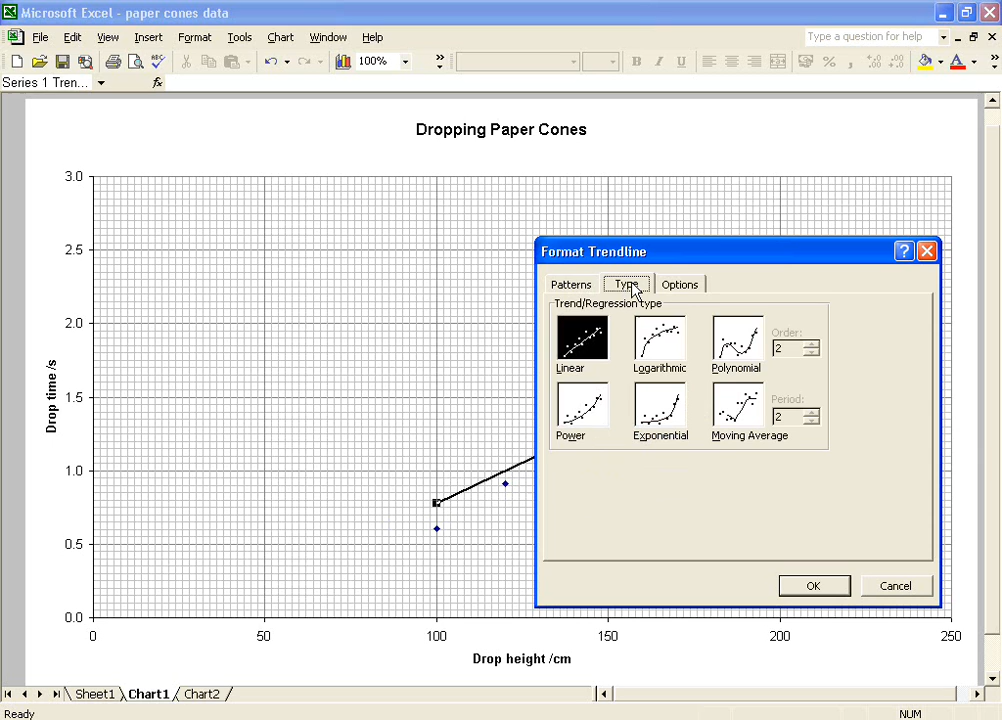 Microsoft Excel - paper cones data
File Edit View Insert Format Tools Chart Window Help
Type a question for help
100%
B I U
%
Series 1 Tren...
fx
Dropping Paper Cones
3.0
2.5
2.0
1.5
1.0
0.5
0.0
Drop time /s
0 50 100 150 200 250
Drop height /cm
Format Trendline
Patterns Type Options
Trend/Regression type
Linear Logarithmic Polynomial
Order:
2
Power Exponential Moving Average
Period:
2
OK Cancel
Sheet1 Chart1 Chart2
Ready NUM